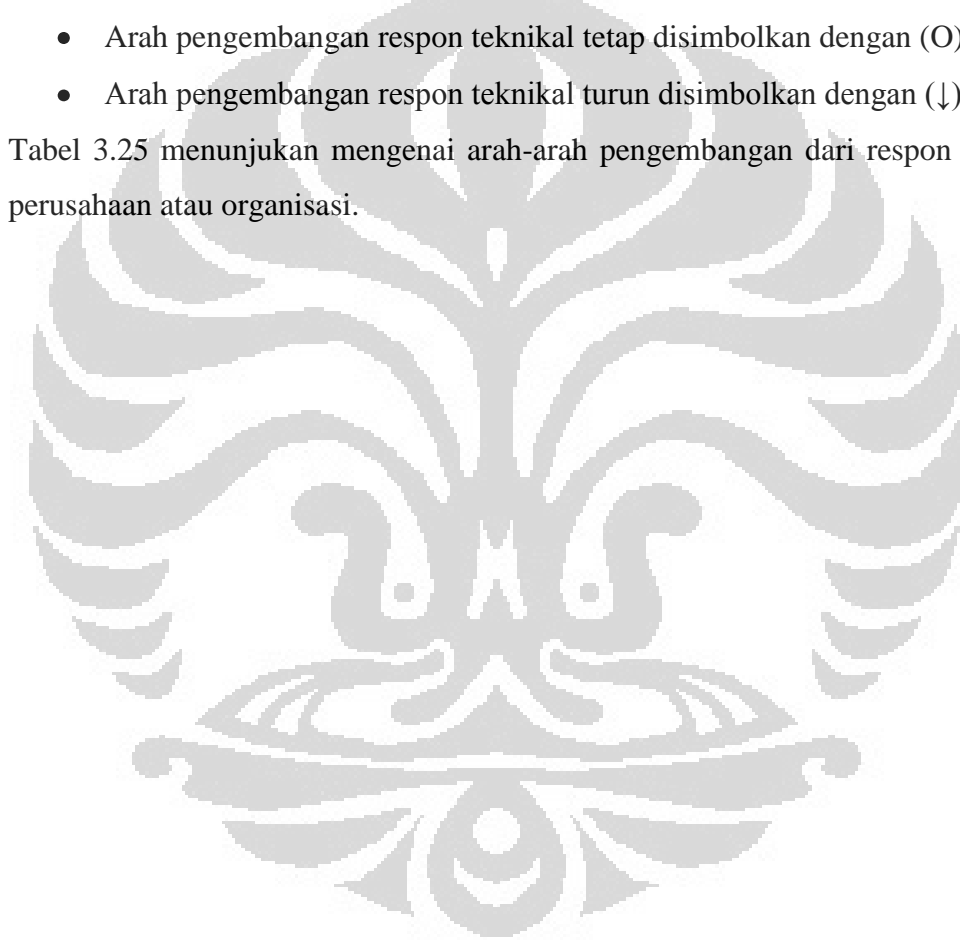 • Arah pengembangan respon teknikal tetap disimbolkan dengan (O)
• Arah pengembangan respon teknikal turun disimbolkan dengan (↓)
Tabel 3.25 menunjukan mengenai arah-arah pengembangan dari respon
perusahaan atau organisasi.